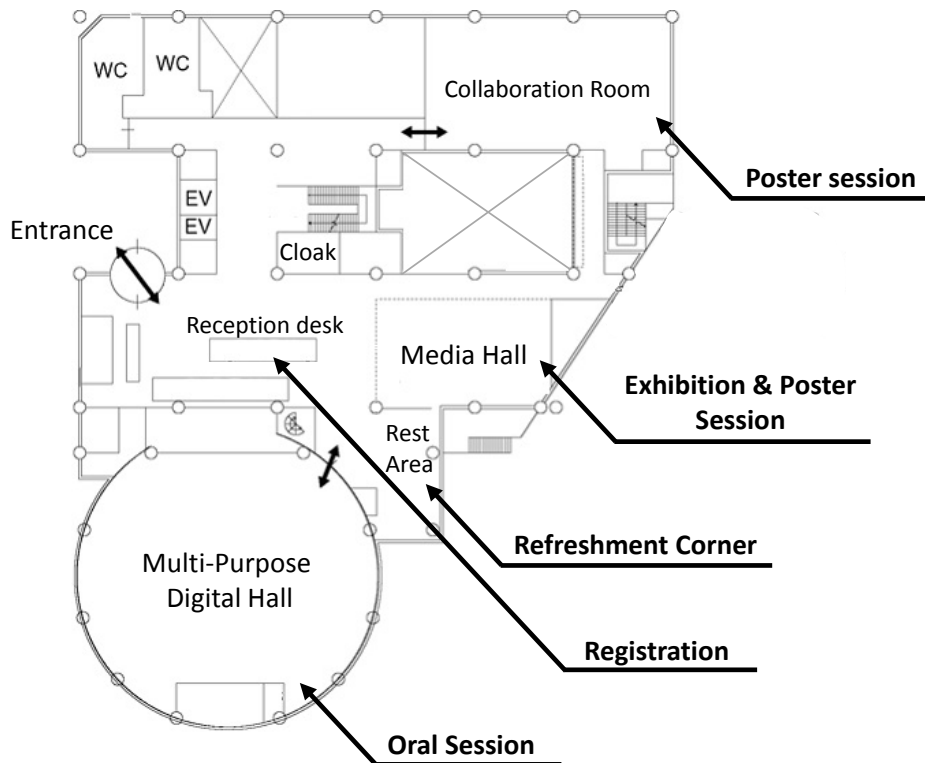 WC
WC
Collaboration Room
Poster session
EV
EV
Entrance
Cloak
Reception desk
Media Hall
Exhibition & Poster
Session
Rest
Area
Refreshment Corner
Multi-Purpose
Digital Hall
Registration
Oral Session